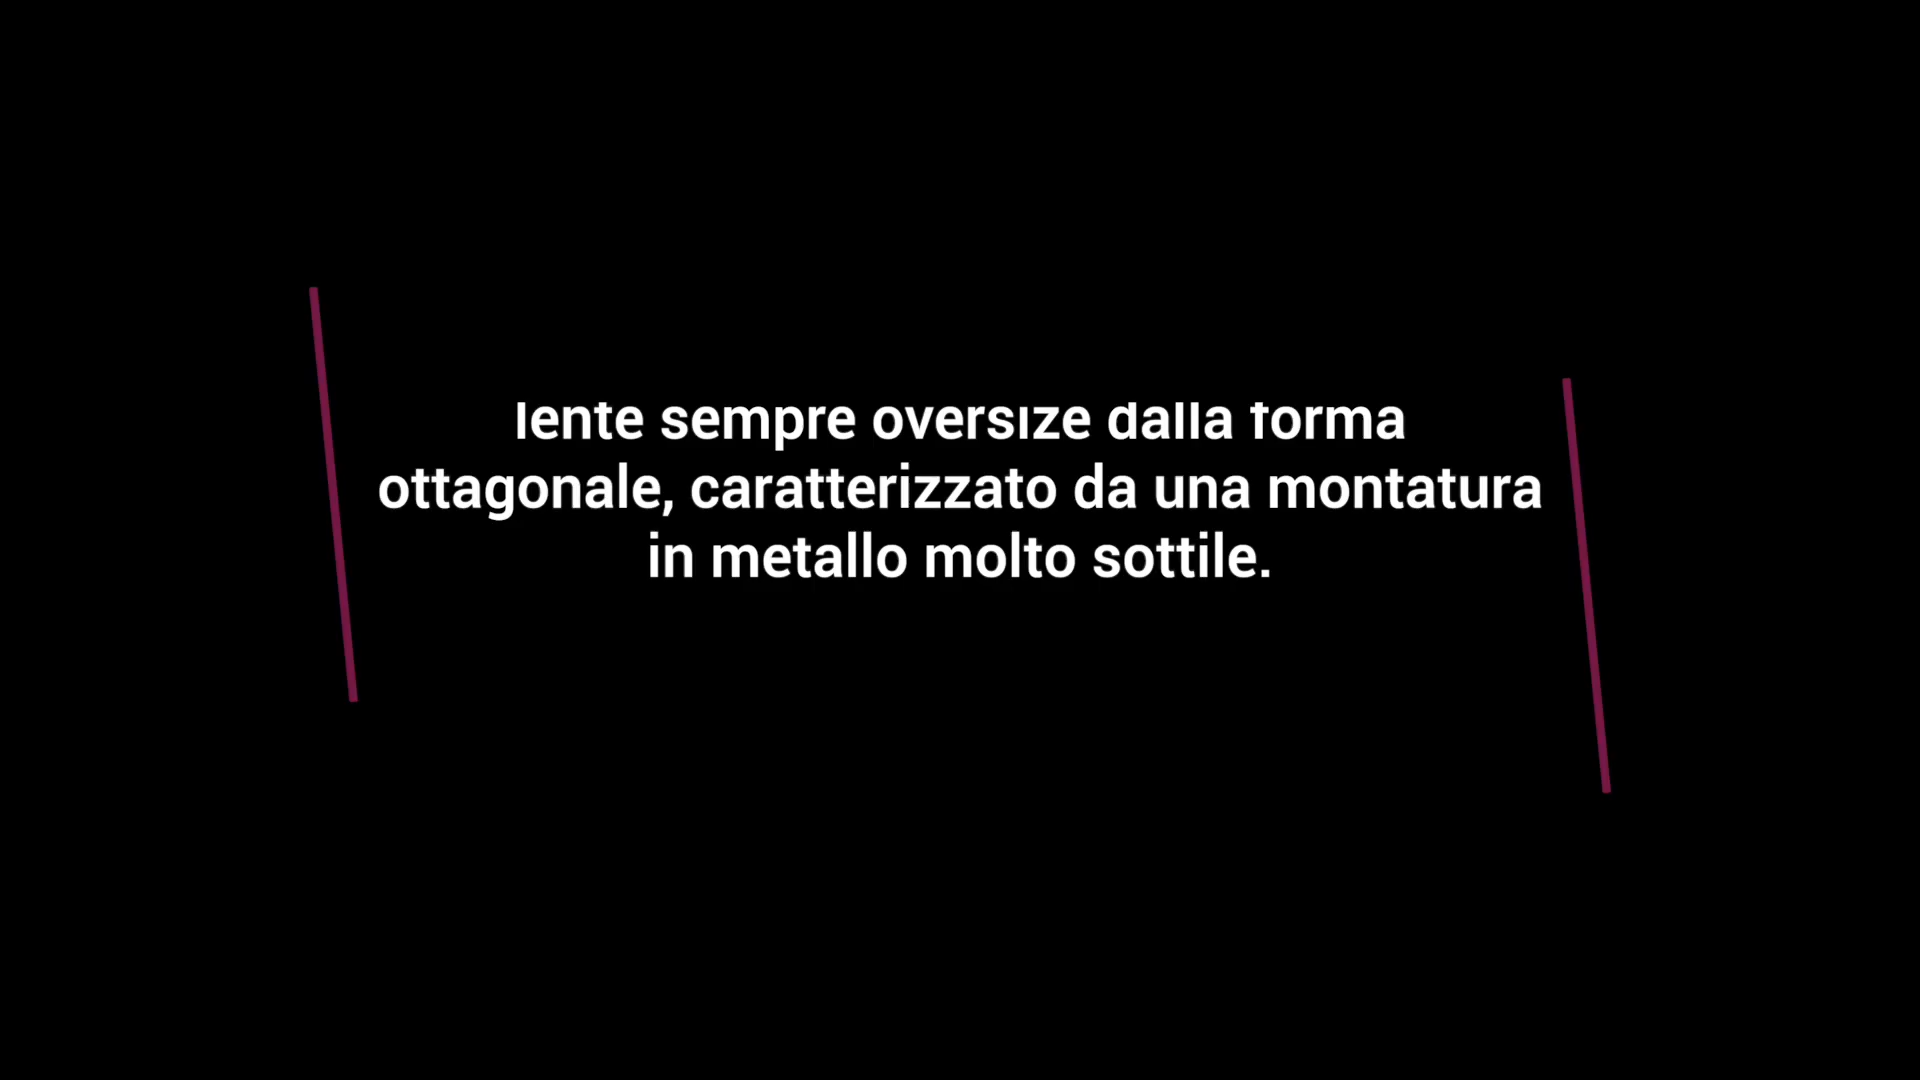 lente sempre oversize dalla forma
ottagonale, caratterizzato da una montatura
in metallo molto sottile.